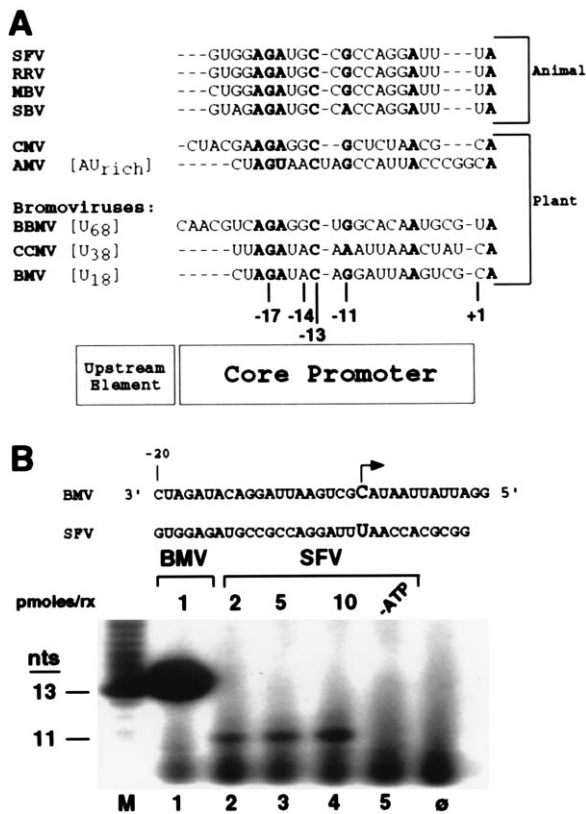 A
SFV ---GUGGAGAUGC-CGCCAGGAUU---UA
RRV ---CUGGAGAUGC-CGCCAGGAUU---UA
MBV ---CUGGAGAUGC-CGCCAGGAUU---UA
SBV ---GUAGAGAUGC-CACCAGGAUU---UA
Animal
CMV -CUACGAAGAGGC--GCUCUAACG---CA
AMV [AUrich] -----CUAGUAACUAGCCAUUACCCGGCA
Bromoviruses:
BBMV [U68] CAACGUCAGAGGC-UGGCACAAUGCG-UA
CCMV [U38] -----UUAGAUAC-AAAUUAAACUAU-CA
BMV [U18] -----CUAGAUAC-AGGAUUAAGUCG-CA
Plant
-17 -14 -11 +1
-13
Upstream Element
Core Promoter
B
-20
BMV 3' CUAGAUACAGGAUUAAGUCGCAUAAUUAUUAGG 5'
SFV GUGGAGAUGCCGCCAGGAUUUUAACCACGCGG
BMV SFV
pmoles/rx 1 2 5 10 -ATP
nts
13
11
M 1 2 3 4 5 ø